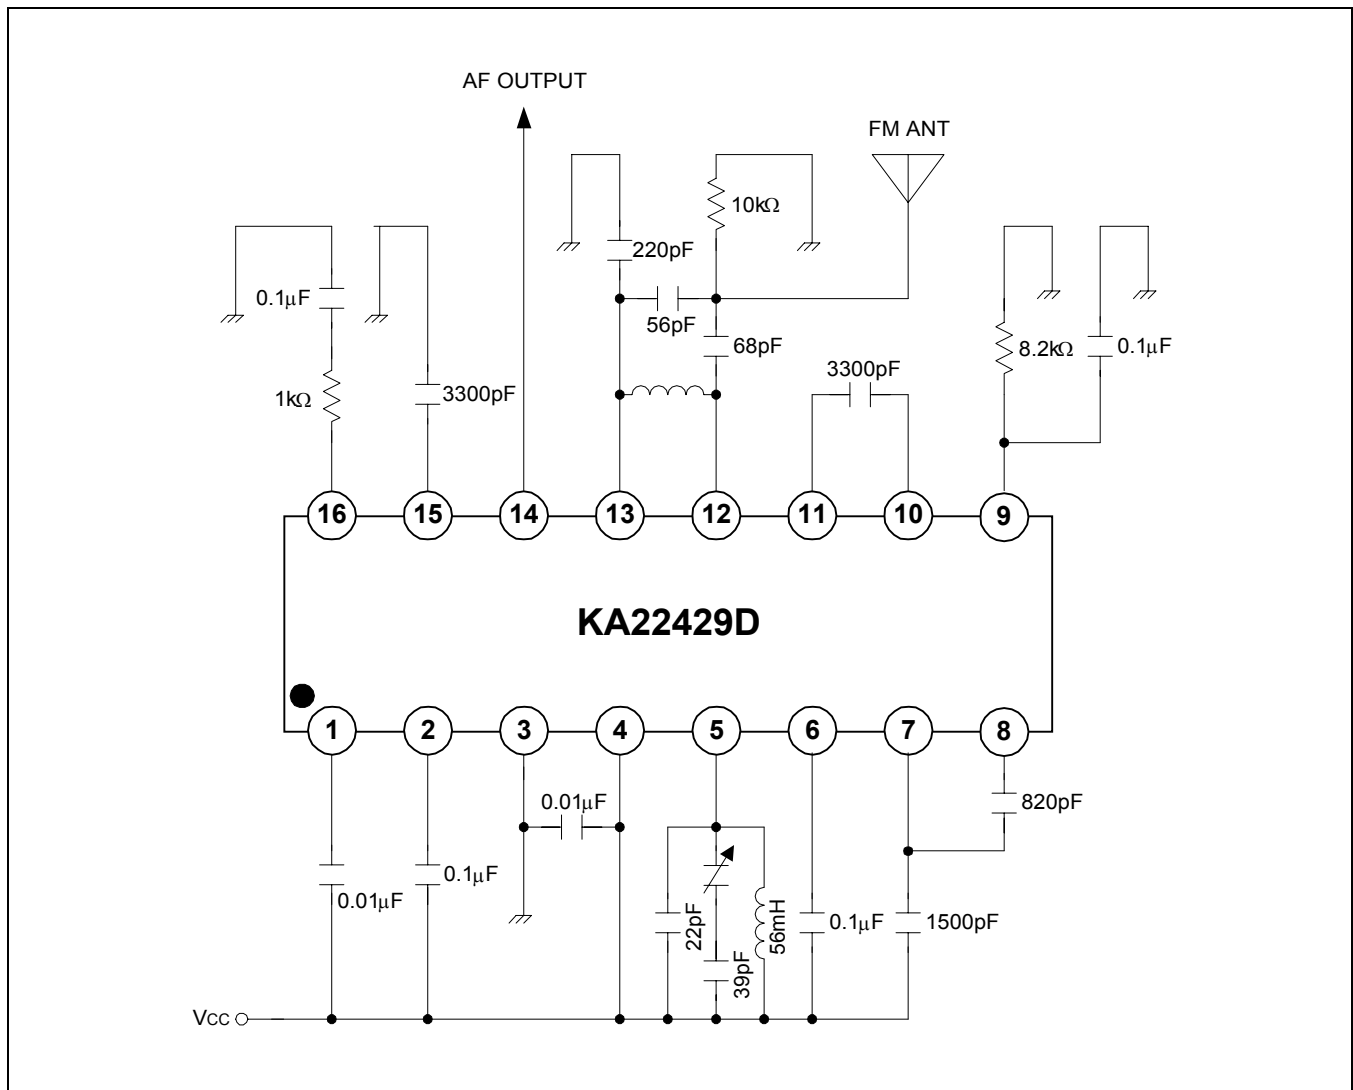 AF OUTPUT
FM ANT
10kΩ
220pF
0.1μF
56pF
68pF
8.2kΩ
0.1μF
3300pF
1kΩ
3300pF
16
15
14
13
12
11
10
9
KA22429D
1
2
3
4
5
6
7
8
0.01μF
820pF
0.1μF
0.01μF
22pF
39pF
56mH
0.1μF
1500pF
Vcc